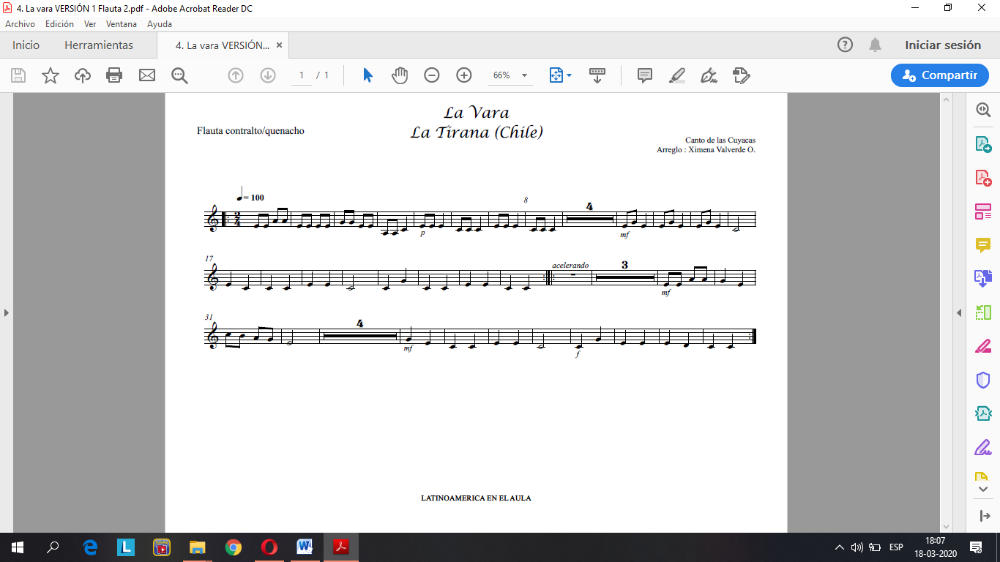 4. La vara VERSIÓN 1 Flauta 2.pdf - Adobe Acrobat Reader DC
Archivo Edición Ver Ventana Ayuda
Inicio Herramientas 4. La vara VERSIÓN... × Iniciar sesión
1 / 1 66% Compartir
La Vara
La Tirana (Chile)
Flauta contralto/quenacho
Canto de las Cuyacas
Arreglo : Ximena Valverde O.
= 100
8
4
2
4
p
mf
17
acelerando
3
mf
31
4
mf
f
LATINOAMERICA EN EL AULA
ESP
18:07
18-03-2020